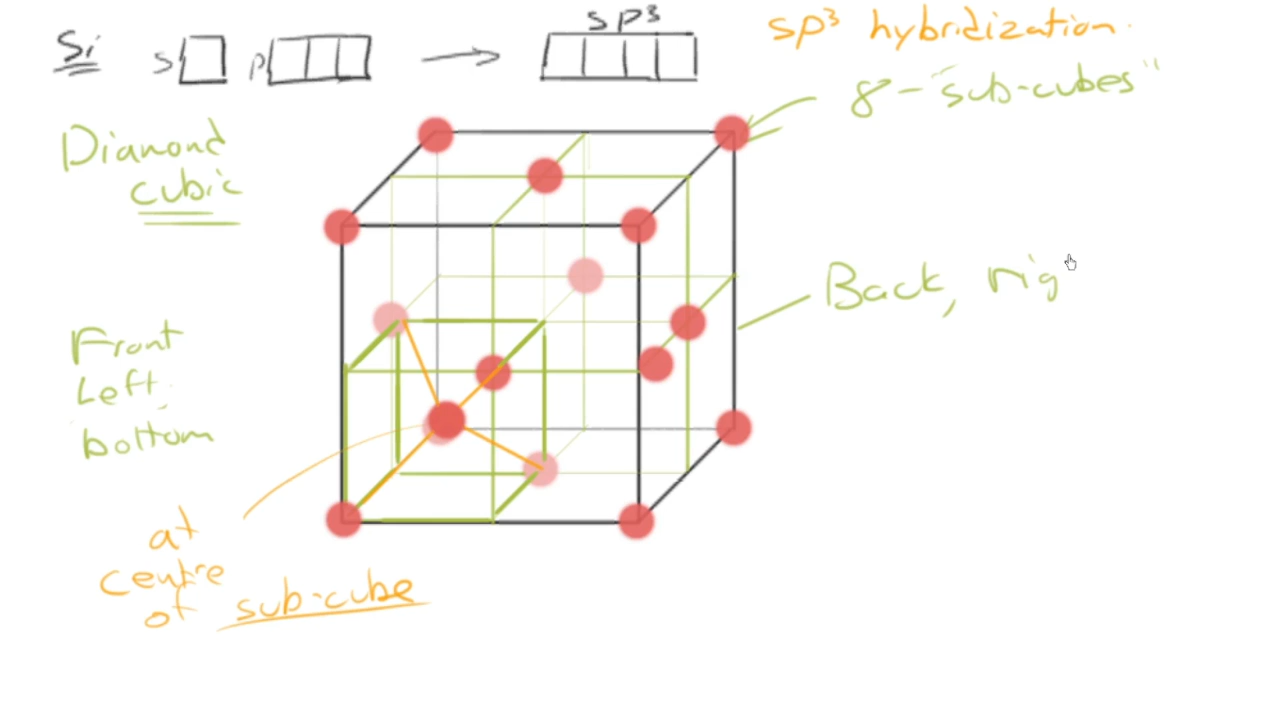 Si
s
p
sp³
sp³ hybridization.
8 - "sub-cubes"
Diamond
cubic
Back, rig
Front
Left.
bottom
at
centre
of sub-cube